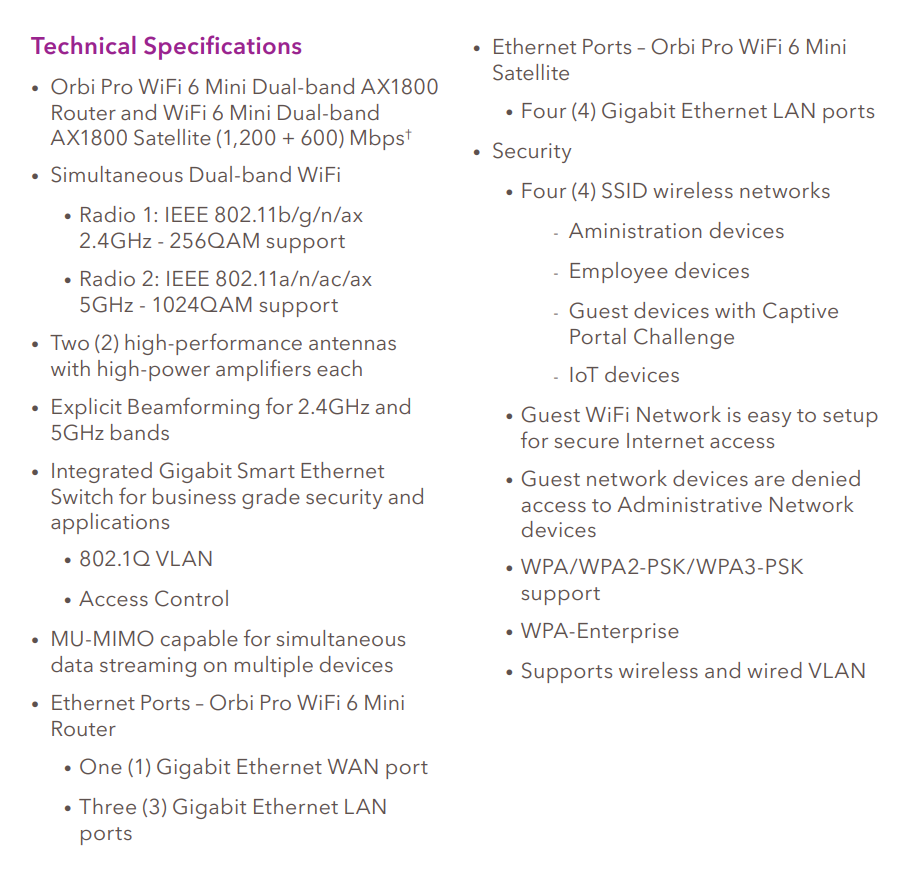 Technical Specifications
• Orbi Pro WiFi 6 Mini Dual-band AX1800
Router and WiFi 6 Mini Dual-band
AX1800 Satellite (1,200 + 600) Mbps†
• Simultaneous Dual-band WiFi
• Radio 1: IEEE 802.11b/g/n/ax
2.4GHz - 256QAM support
• Radio 2: IEEE 802.11a/n/ac/ax
5GHz - 1024QAM support
• Two (2) high-performance antennas
with high-power amplifiers each
• Explicit Beamforming for 2.4GHz and
5GHz bands
• Integrated Gigabit Smart Ethernet
Switch for business grade security and
applications
• 802.1Q VLAN
• Access Control
• MU-MIMO capable for simultaneous
data streaming on multiple devices
• Ethernet Ports – Orbi Pro WiFi 6 Mini
Router
• One (1) Gigabit Ethernet WAN port
• Three (3) Gigabit Ethernet LAN
ports
• Ethernet Ports – Orbi Pro WiFi 6 Mini
Satellite
• Four (4) Gigabit Ethernet LAN ports
• Security
• Four (4) SSID wireless networks
- Aministration devices
- Employee devices
- Guest devices with Captive
Portal Challenge
- IoT devices
• Guest WiFi Network is easy to setup
for secure Internet access
• Guest network devices are denied
access to Administrative Network
devices
• WPA/WPA2-PSK/WPA3-PSK
support
• WPA-Enterprise
• Supports wireless and wired VLAN